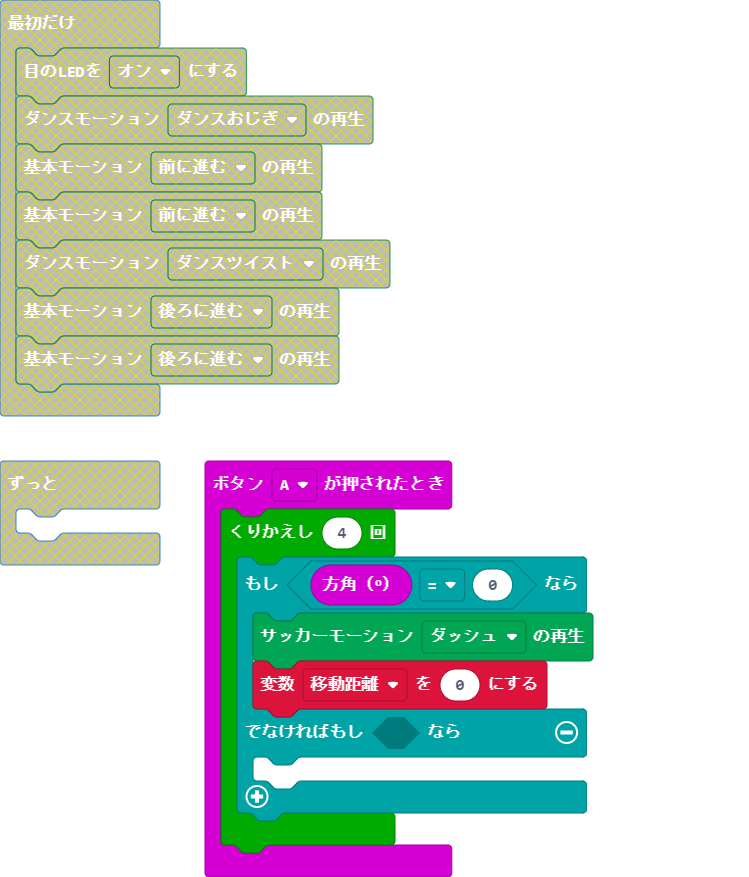 最初だけ
目のLEDを オン にする
ダンスモーション ダンスおじぎ の再生
基本モーション 前に進む の再生
基本モーション 前に進む の再生
ダンスモーション ダンスツイスト の再生
基本モーション 後ろに進む の再生
基本モーション 後ろに進む の再生
ずっと
ボタン A が押されたとき
くりかえし 4 回
もし 方角 (°) = 0 なら
サッカーモーション ダッシュ の再生
変数 移動距離 を 0 にする
でなければもし なら